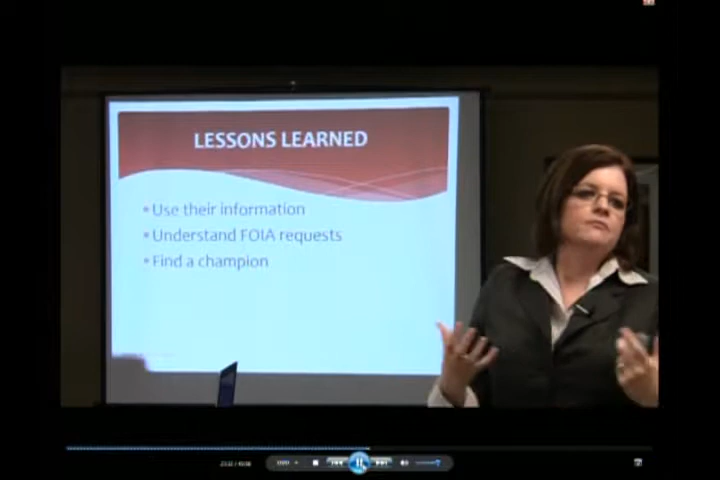 LESSONS LEARNED
• Use their information
• Understand FOIA requests
• Find a champion